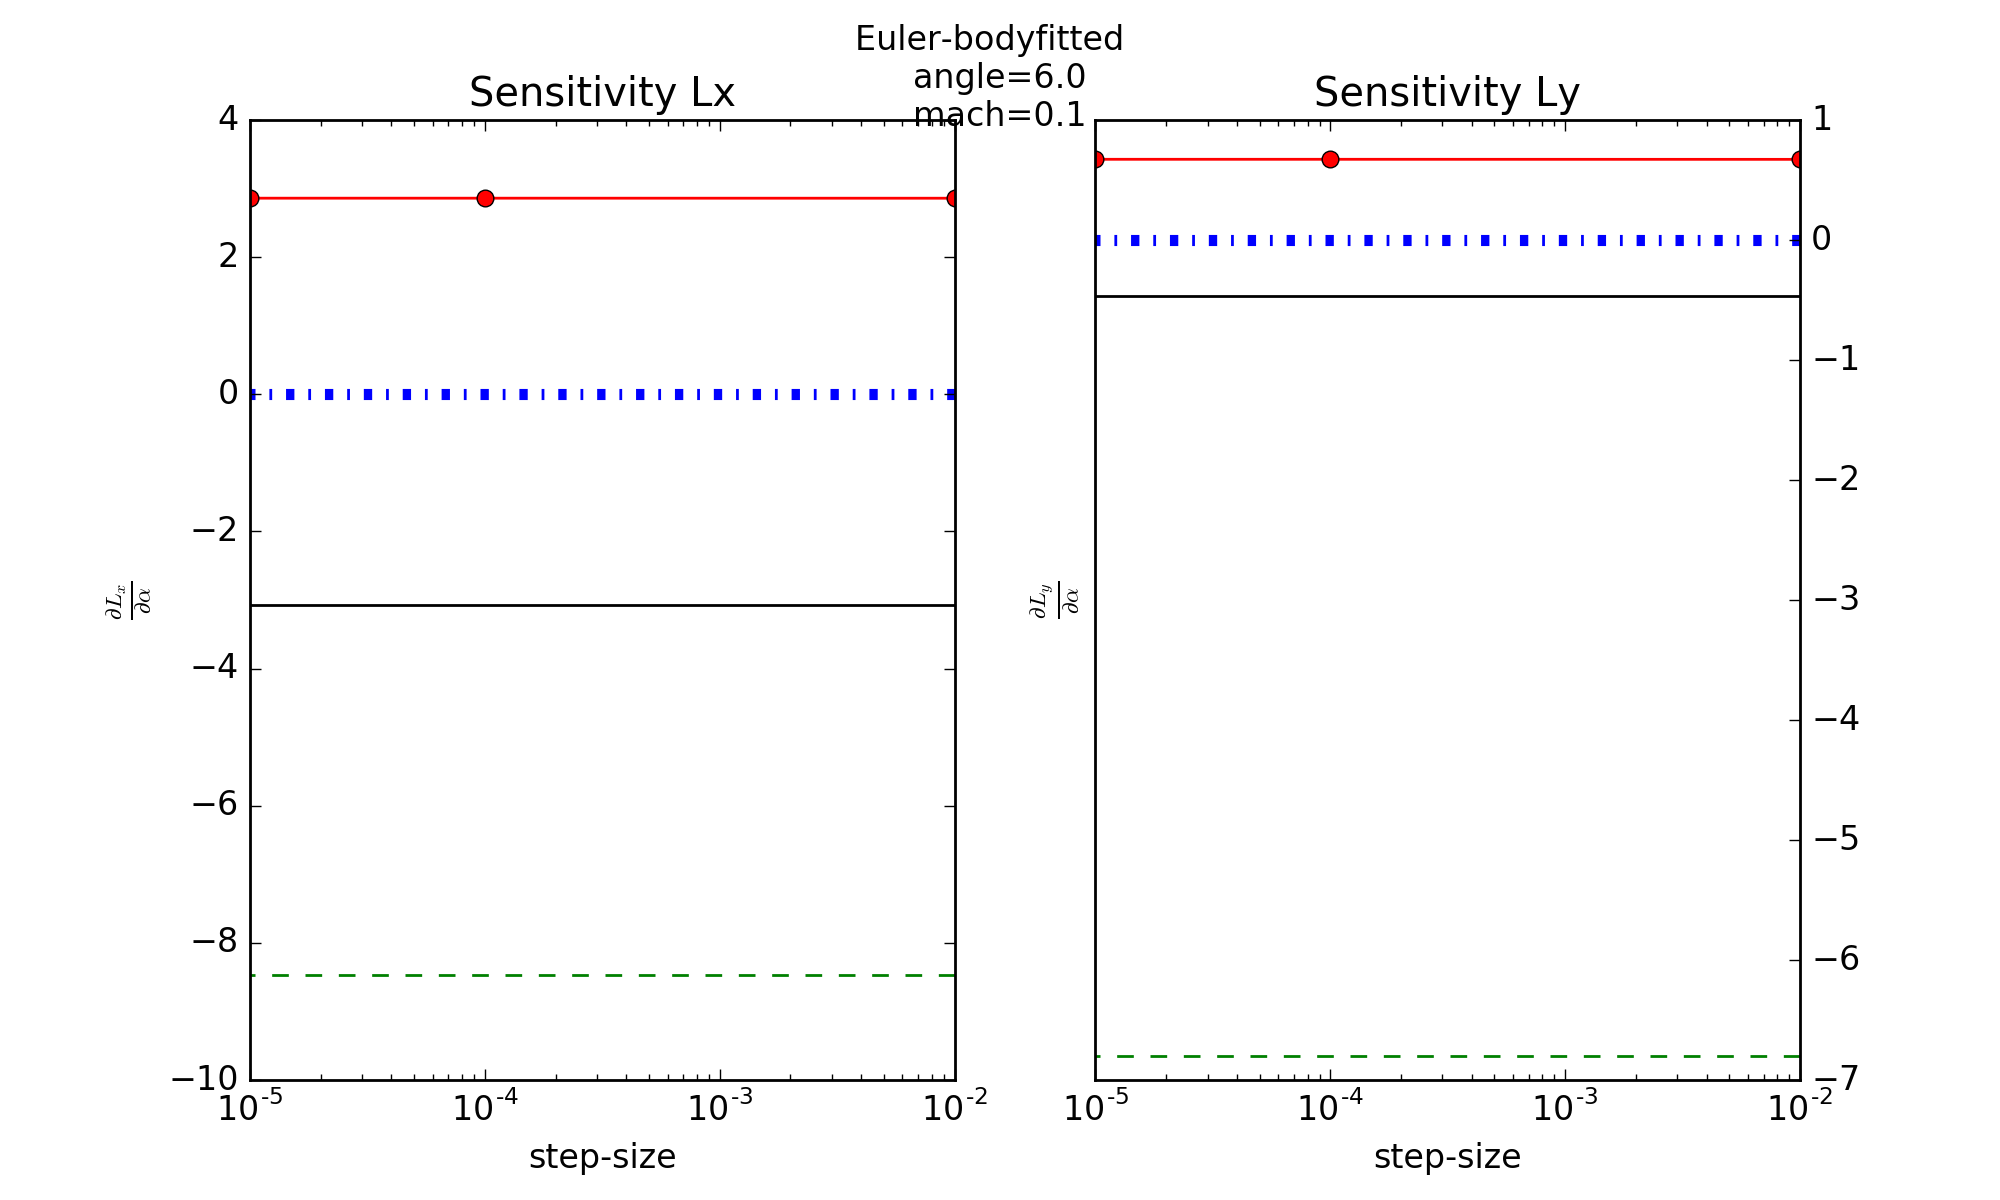 Euler-bodyfitted
angle=6.0
mach=0.1
Sensitivity Lx
4
2
0
−2
−4
−6
−8
−10
∂Lₓ/∂α
10^-5 10^-4 10^-3 10^-2
step-size
Sensitivity Ly
1
0
−1
−2
−3
−4
−5
−6
−7
∂L_y/∂α
10^-5 10^-4 10^-3 10^-2
step-size